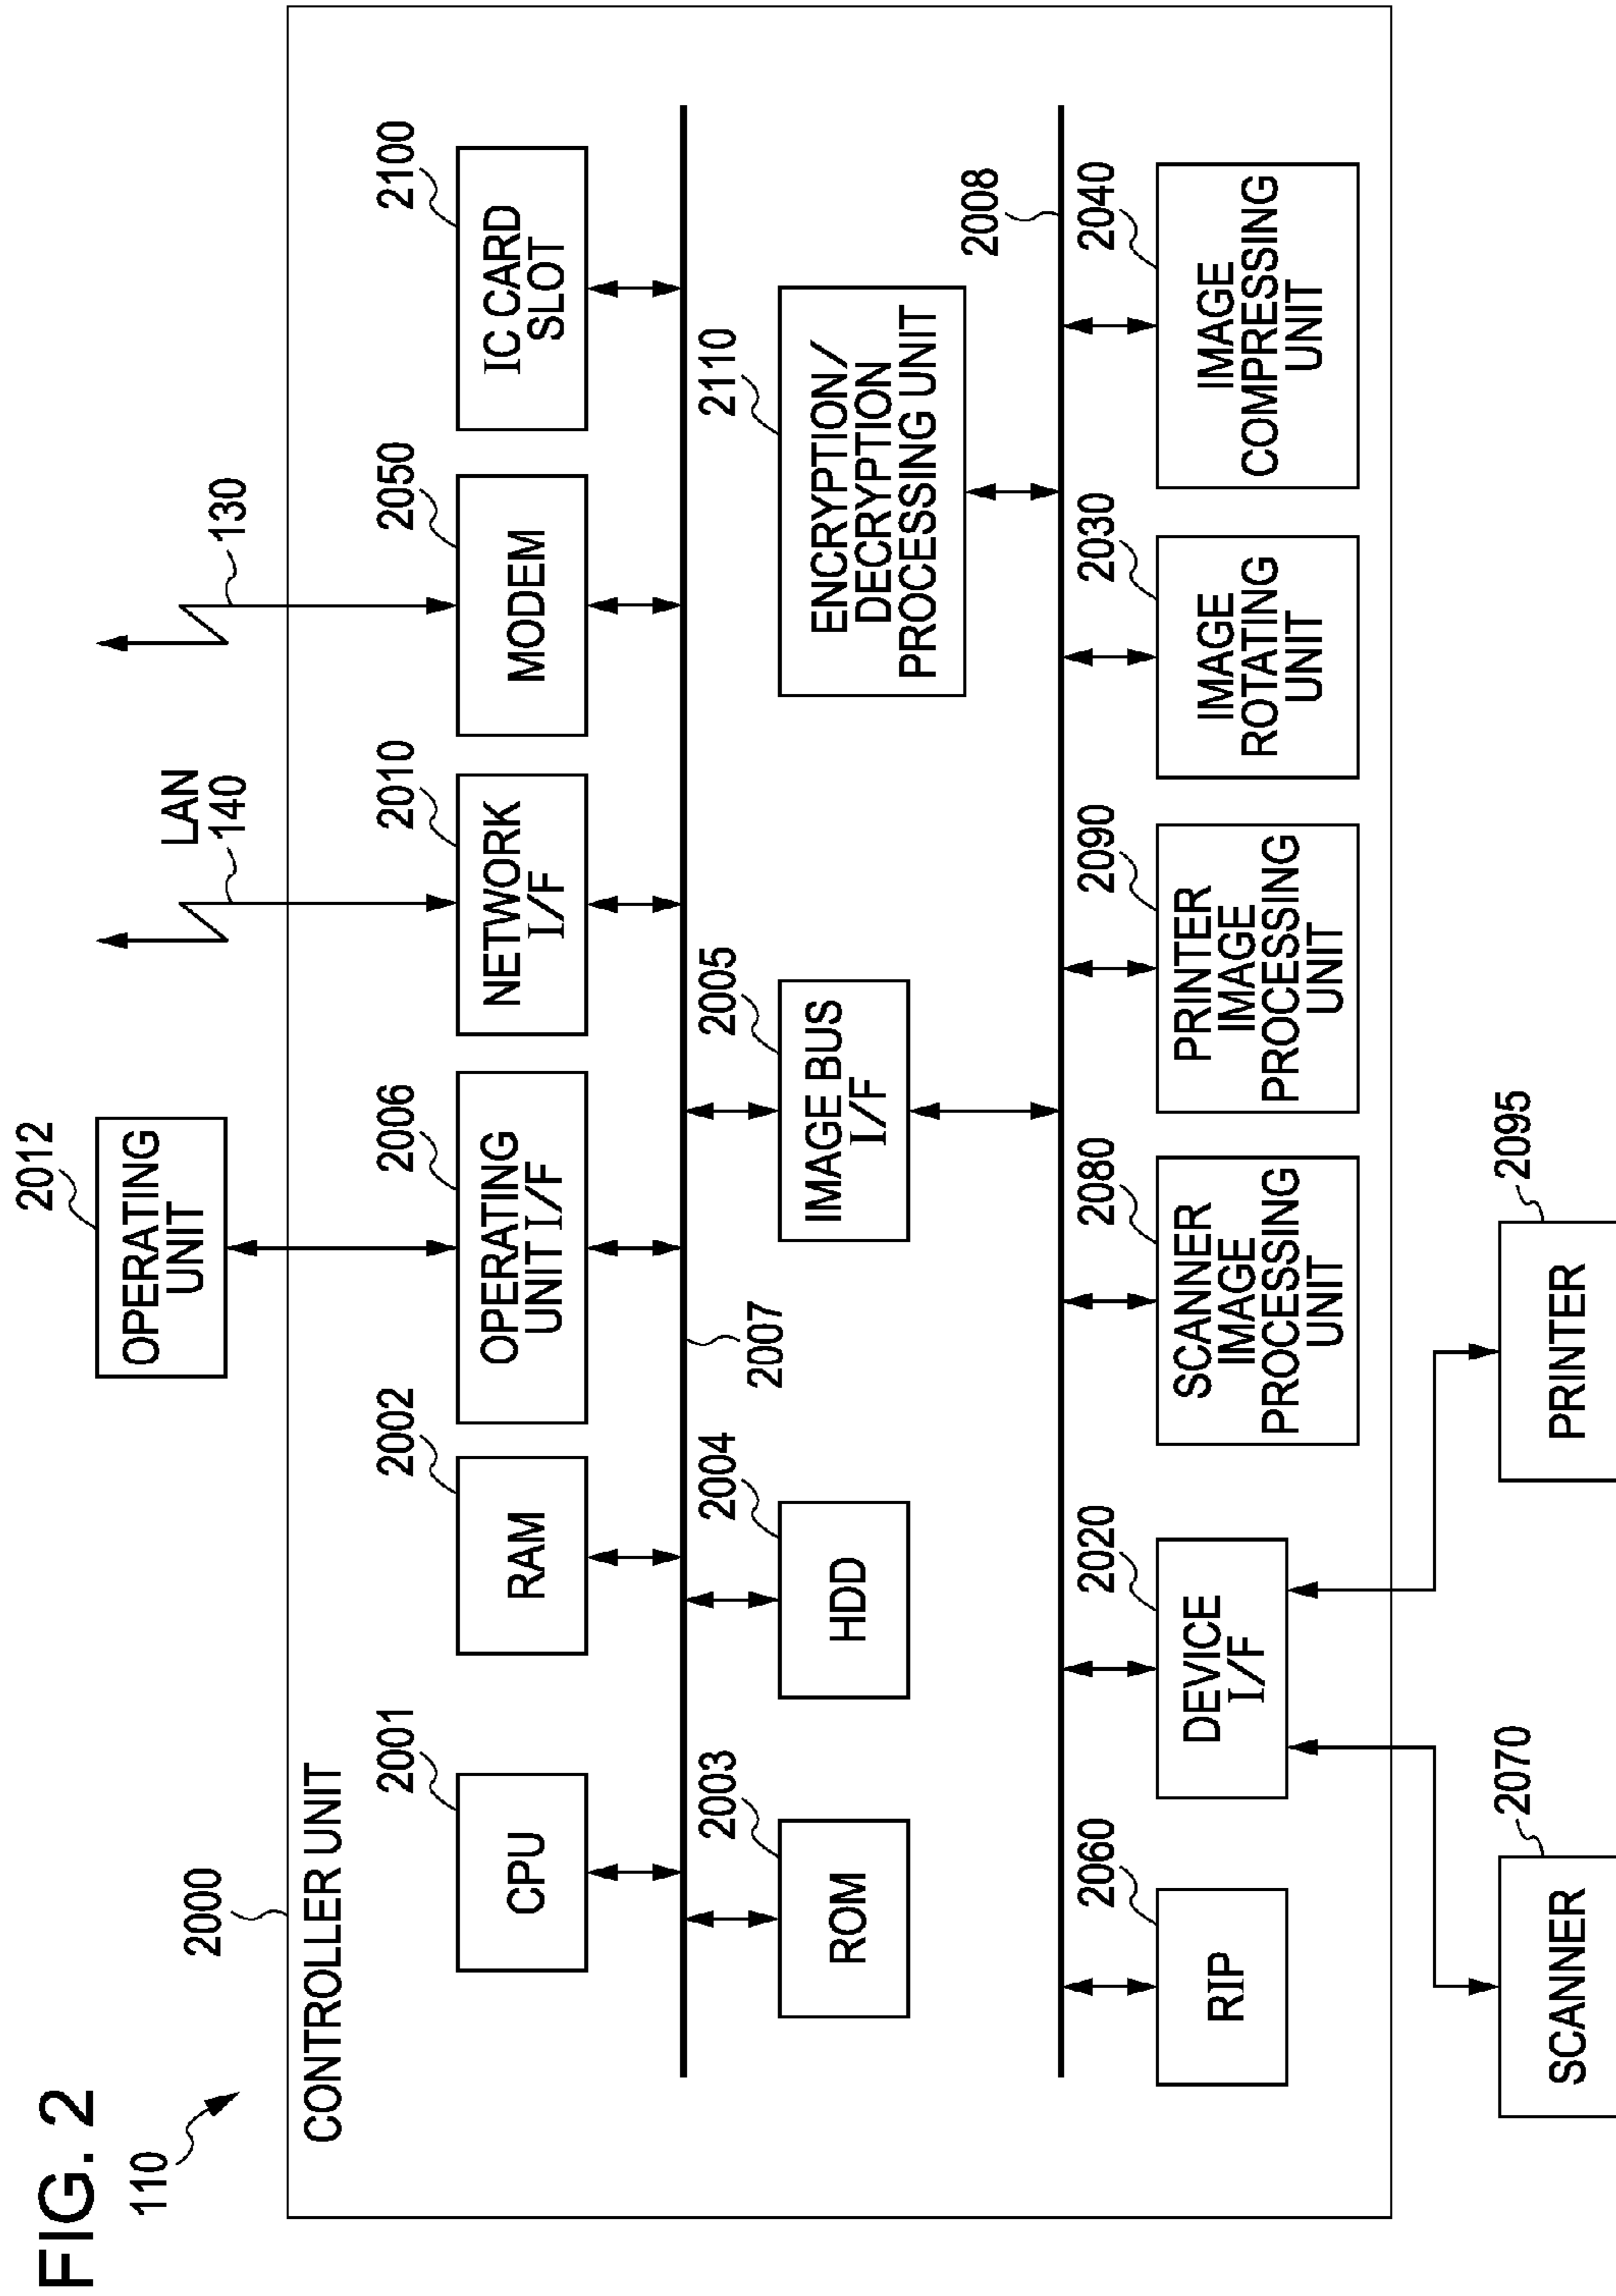 FIG. 2
110
2000
CONTROLLER UNIT
2012
OPERATING
UNIT
LAN
140
130
2001
CPU
2002
RAM
2006
OPERATING
UNIT I/F
2010
NETWORK
I/F
2050
MODEM
2100
IC CARD
SLOT
2007
2003
ROM
2004
HDD
2005
IMAGE BUS
I/F
2110
ENCRYPTION/
DECRYPTION
PROCESSING UNIT
2008
2060
RIP
2020
DEVICE
I/F
2080
SCANNER
IMAGE
PROCESSING
UNIT
2090
PRINTER
IMAGE
PROCESSING
UNIT
2030
IMAGE
ROTATING
UNIT
2040
IMAGE
COMPRESSING
UNIT
2070
SCANNER
2095
PRINTER